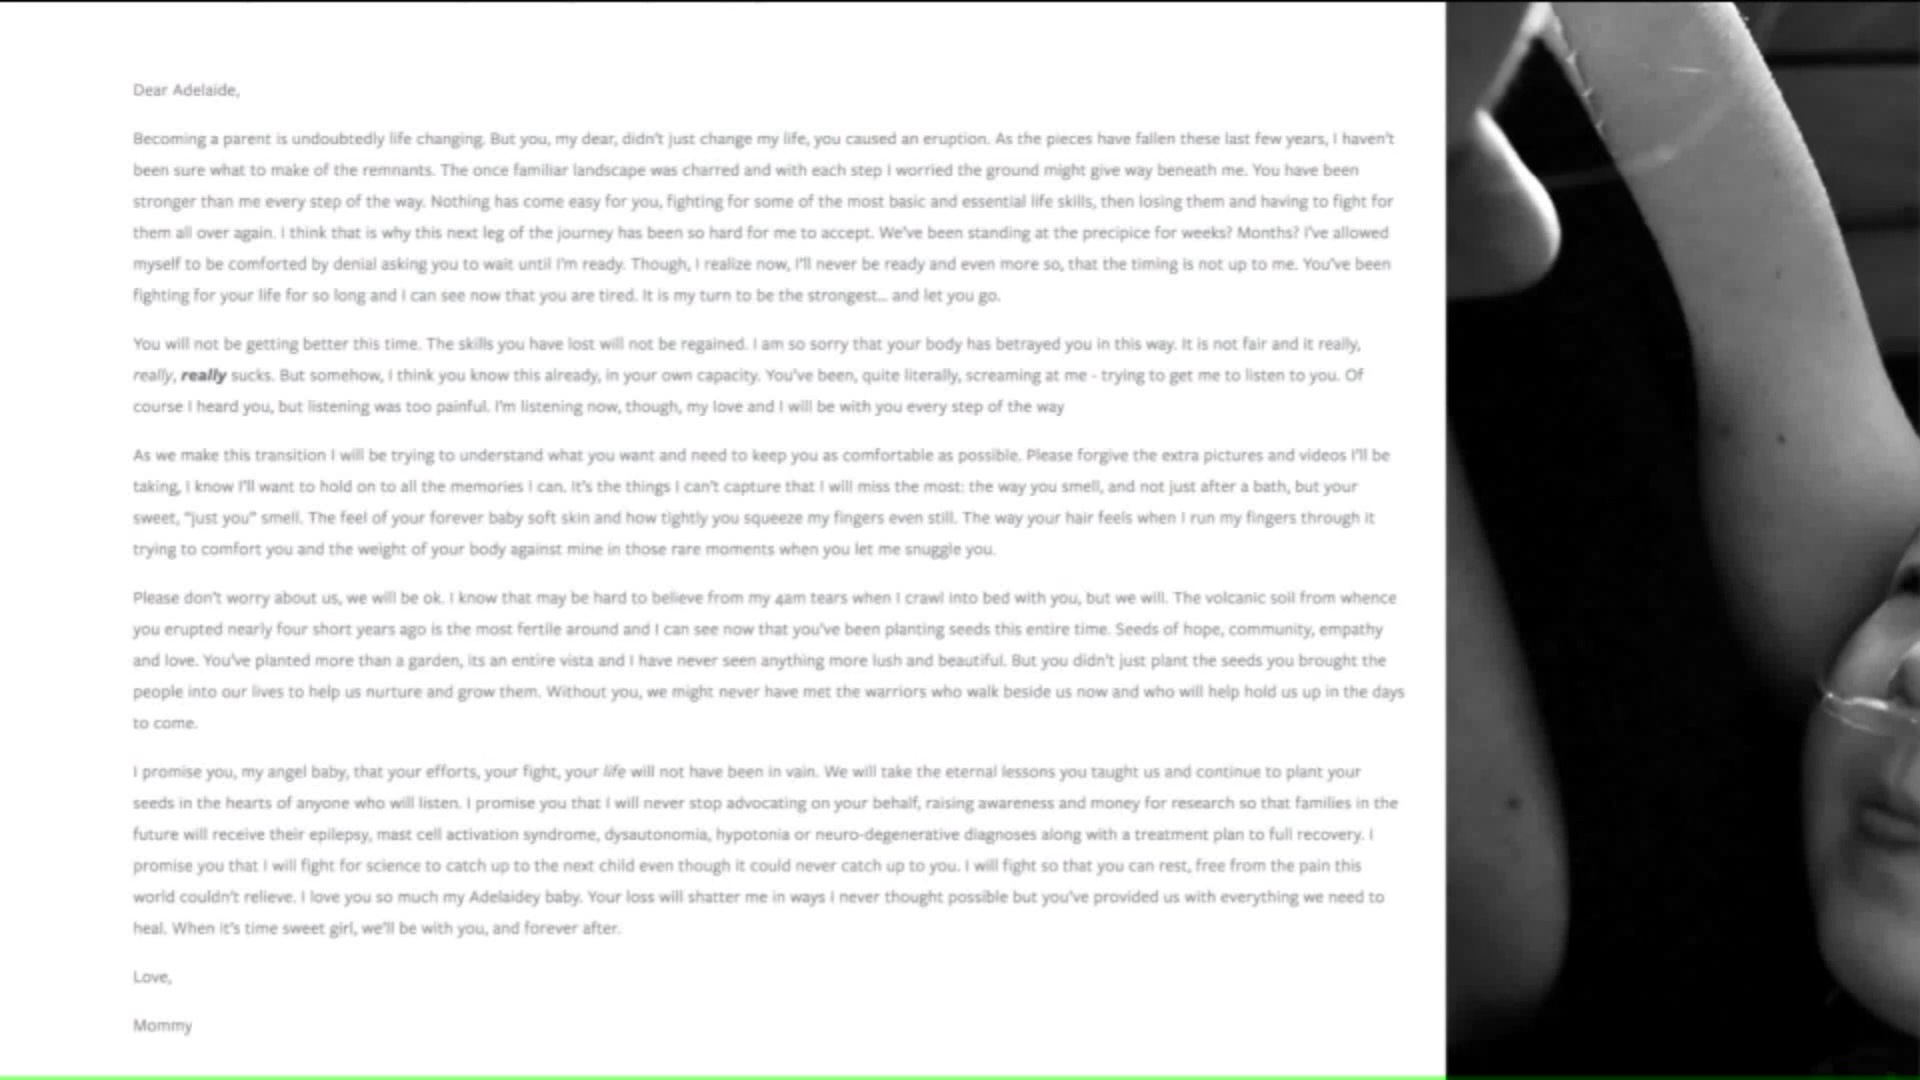 Dear Adelaide,
Becoming a parent is undoubtedly life changing. But you, my dear, didn't just change my life, you caused an eruption. As the pieces have fallen these last few years, I haven't
been sure what to make of the remnants. The once familiar landscape was charred and with each step I worried the ground might give way beneath me. You have been
stronger than me every step of the way. Nothing has come easy for you, fighting for some of the most basic and essential life skills, then losing them and having to fight for
them all over again. I think that is why this next leg of the journey has been so hard for me to accept. We've been standing at the precipice for weeks? Months? I've allowed
myself to be comforted by denial asking you to wait until I'm ready. Though, I realize now, I'll never be ready and even more so, that the timing is not up to me. You've been
fighting for your life for so long and I can see now that you are tired. It is my turn to be the strongest... and let you go.
You will not be getting better this time. The skills you have lost will not be regained. I am so sorry that your body has betrayed you in this way. It is not fair and it really,
really, really sucks. But somehow, I think you know this already, in your own capacity. You've been, quite literally, screaming at me - trying to get me to listen to you. Of
course I heard you, but listening was too painful. I'm listening now, though, my love and I will be with you every step of the way
As we make this transition I will be trying to understand what you want and need to keep you as comfortable as possible. Please forgive the extra pictures and videos I'll be
taking, I know I'll want to hold on to all the memories I can. It's the things I can't capture that I will miss the most: the way you smell, and not just after a bath, but your
sweet, "just you" smell. The feel of your forever baby soft skin and how tightly you squeeze my fingers even still. The way your hair feels when I run my fingers through it
trying to comfort you and the weight of your body against mine in those rare moments when you let me snuggle you.
Please don't worry about us, we will be ok. I know that may be hard to believe from my 4am tears when I crawl into bed with you, but we will. The volcanic soil from whence
you erupted nearly four short years ago is the most fertile around and I can see now that you've been planting seeds this entire time. Seeds of hope, community, empathy
and love. You've planted more than a garden, its an entire vista and I have never seen anything more lush and beautiful. But you didn't just plant the seeds you brought the
people into our lives to help us nurture and grow them. Without you, we might never have met the warriors who walk beside us now and who will help hold us up in the days
to come.
I promise you, my angel baby, that your efforts, your fight, your life will not have been in vain. We will take the eternal lessons you taught us and continue to plant your
seeds in the hearts of anyone who will listen. I promise you that I will never stop advocating on your behalf, raising awareness and money for research so that families in the
future will receive their epilepsy, mast cell activation syndrome, dysautonomia, hypotonia or neuro-degenerative diagnoses along with a treatment plan to full recovery. I
promise you that I will fight for science to catch up to the next child even though it could never catch up to you. I will fight so that you can rest, free from the pain this
world couldn't relieve. I love you so much my Adelaidey baby. Your loss will shatter me in ways I never thought possible but you've provided us with everything we need to
heal. When it's time sweet girl, we'll be with you, and forever after.
Love,
Mommy